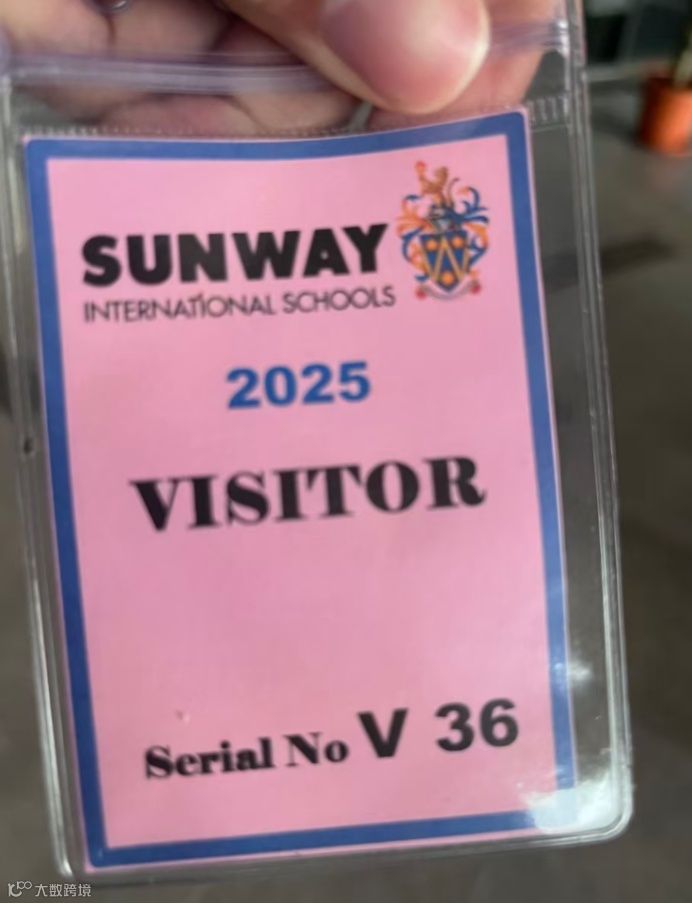 SUNWAY
INTERNATIONAL SCHOOLS
2025
VISITOR
Serial No V 36
大数跨境